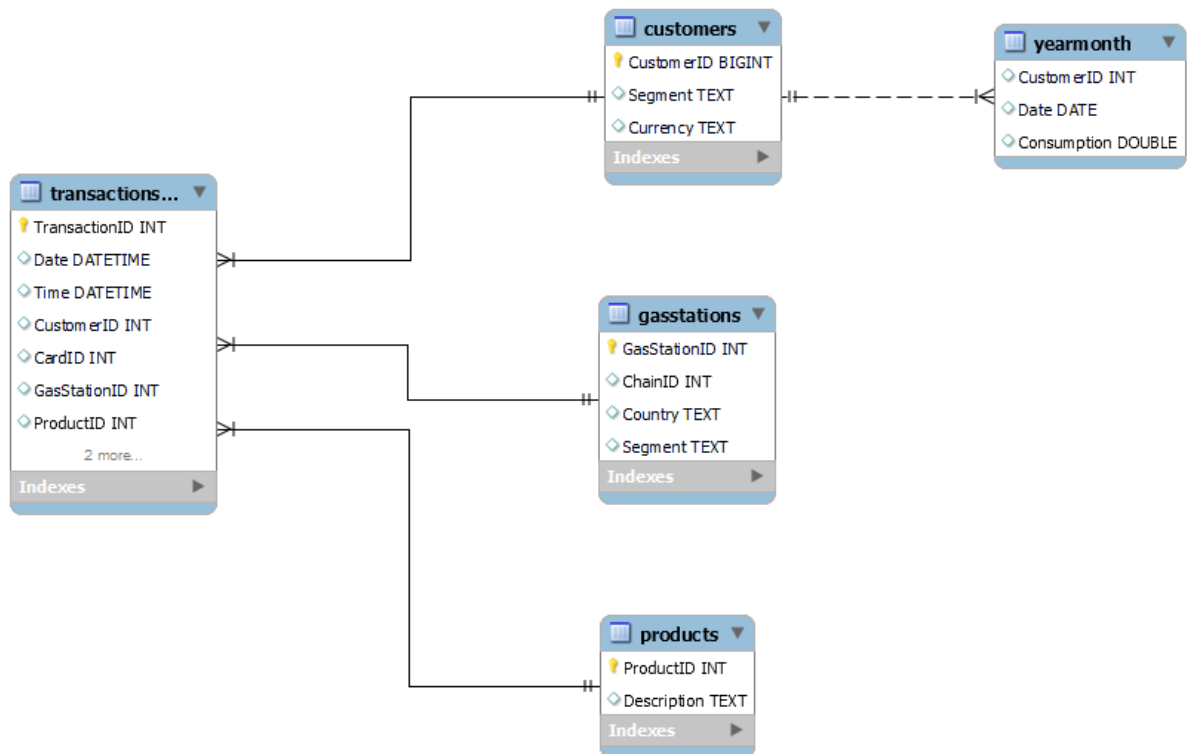 customers
CustomerID BIGINT
Segment TEXT
Currency TEXT
Indexes
yearmonth
CustomerID INT
Date DATE
Consumption DOUBLE
transactions...
TransactionID INT
Date DATETIME
Time DATETIME
CustomerID INT
CardID INT
GasStationID INT
ProductID INT
2 more...
Indexes
gasstations
GasStationID INT
ChainID INT
Country TEXT
Segment TEXT
Indexes
products
ProductID INT
Description TEXT
Indexes